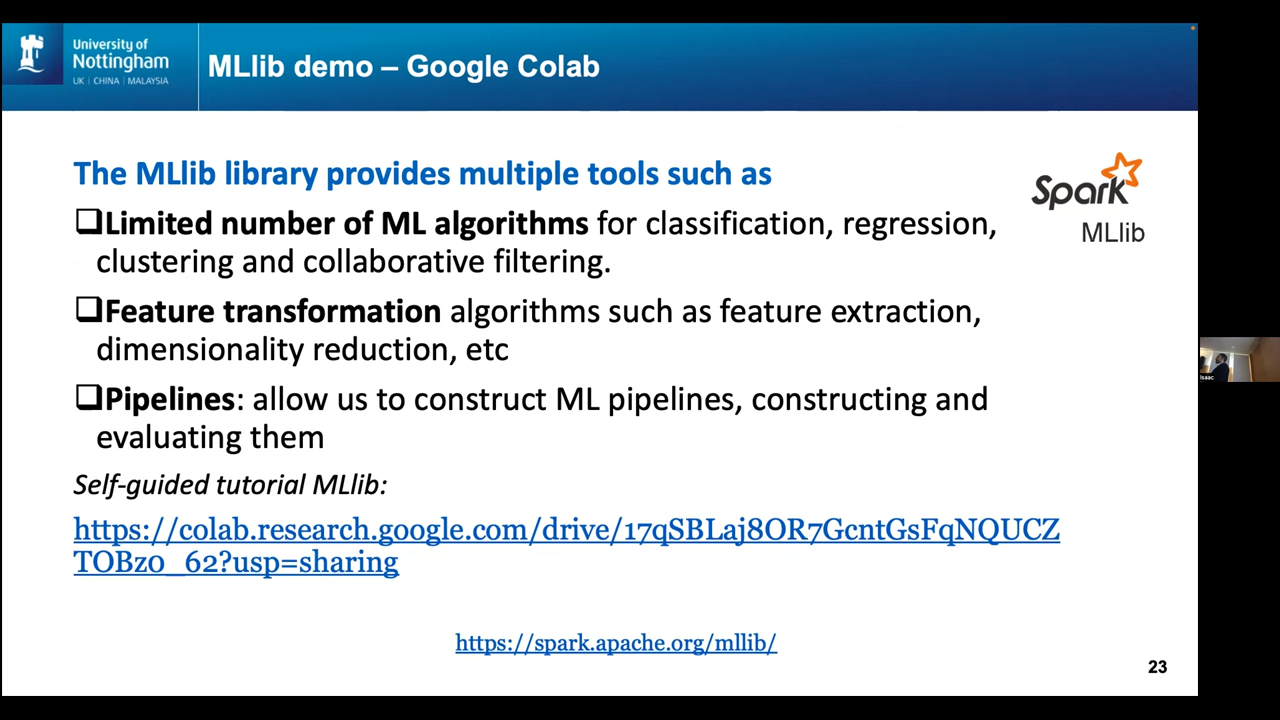 University of
Nottingham
UK | CHINA | MALAYSIA
MLlib demo – Google Colab
The MLlib library provides multiple tools such as
Spark
MLlib
❑Limited number of ML algorithms for classification, regression,
clustering and collaborative filtering.
❑Feature transformation algorithms such as feature extraction,
dimensionality reduction, etc
❑Pipelines: allow us to construct ML pipelines, constructing and
evaluating them
Self-guided tutorial MLlib:
https://colab.research.google.com/drive/17qSBLaj8OR7GcntGsFqNQUCZ
TOBz0_62?usp=sharing
https://spark.apache.org/mllib/
23
isaac